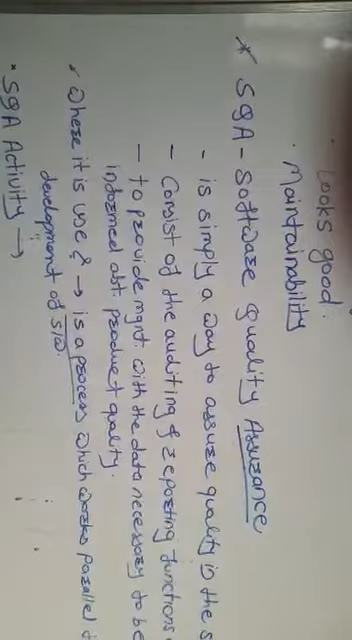 · Looks good.
· Maintainability
* SQA - Software Quality Assurance
- is simply a way to assure quality in the s
- Consist of the auditing & reporting functions
- to provide mgnt. with the data necessary to be
informed abt. product quality.
✓ Where it is use? → is a process which works parallel t
development of s/w.
* SQA Activity →